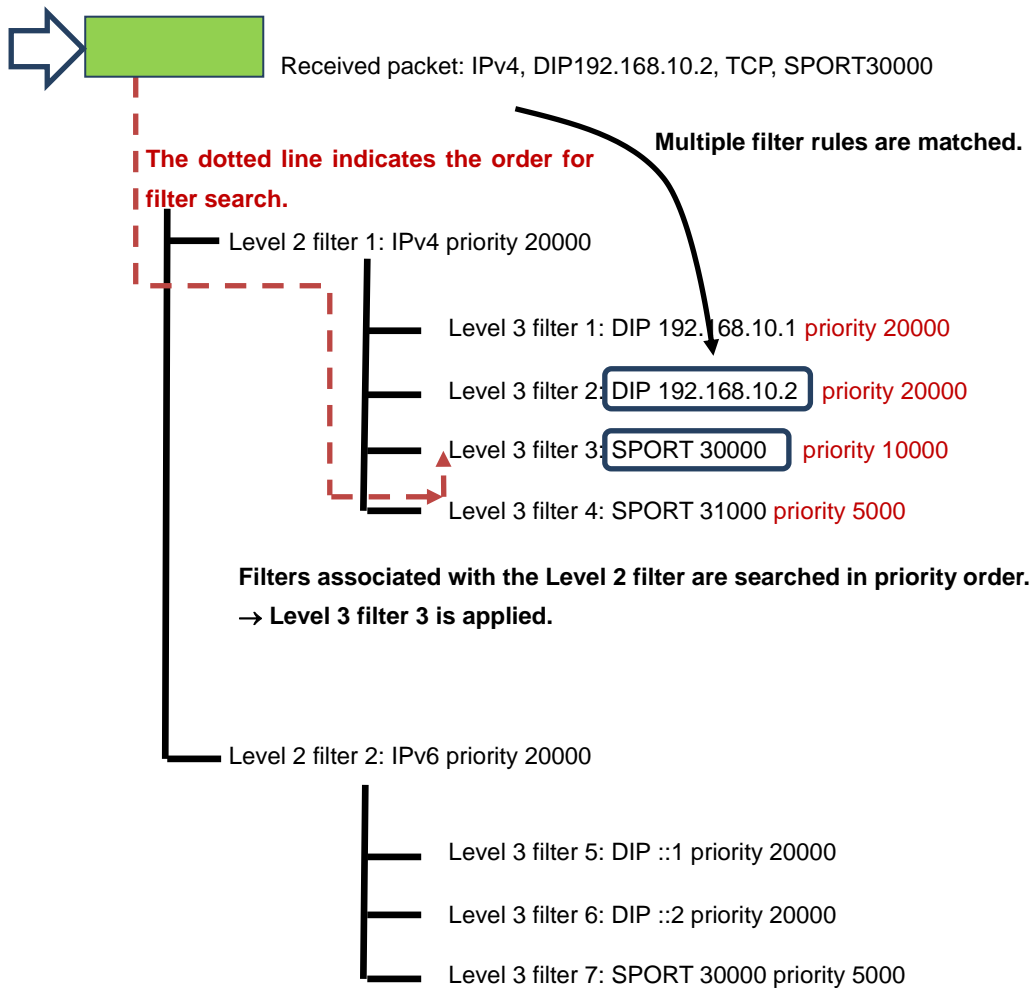 Received packet: IPv4, DIP192.168.10.2, TCP, SPORT30000
Multiple filter rules are matched.
The dotted line indicates the order for
filter search.
Level 2 filter 1: IPv4 priority 20000
Level 3 filter 1: DIP 192.168.10.1 priority 20000
Level 3 filter 2: DIP 192.168.10.2 priority 20000
Level 3 filter 3: SPORT 30000 priority 10000
Level 3 filter 4: SPORT 31000 priority 5000
Filters associated with the Level 2 filter are searched in priority order.
→ Level 3 filter 3 is applied.
Level 2 filter 2: IPv6 priority 20000
Level 3 filter 5: DIP ::1 priority 20000
Level 3 filter 6: DIP ::2 priority 20000
Level 3 filter 7: SPORT 30000 priority 5000